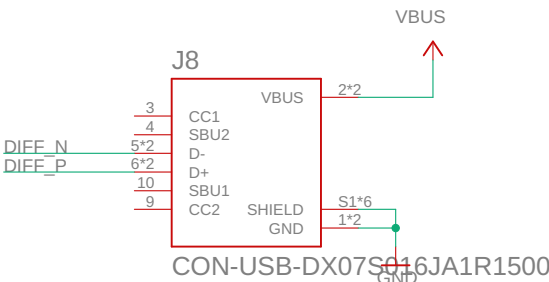 VBUS
J8
VBUS 2*2
3 CC1
4 SBU2
DIFF_N 5*2 D-
DIFF_P 6*2 D+
10 SBU1
9 CC2 SHIELD S1*6
GND 1*2
CON-USB-DX07S016JA1R1500
GND